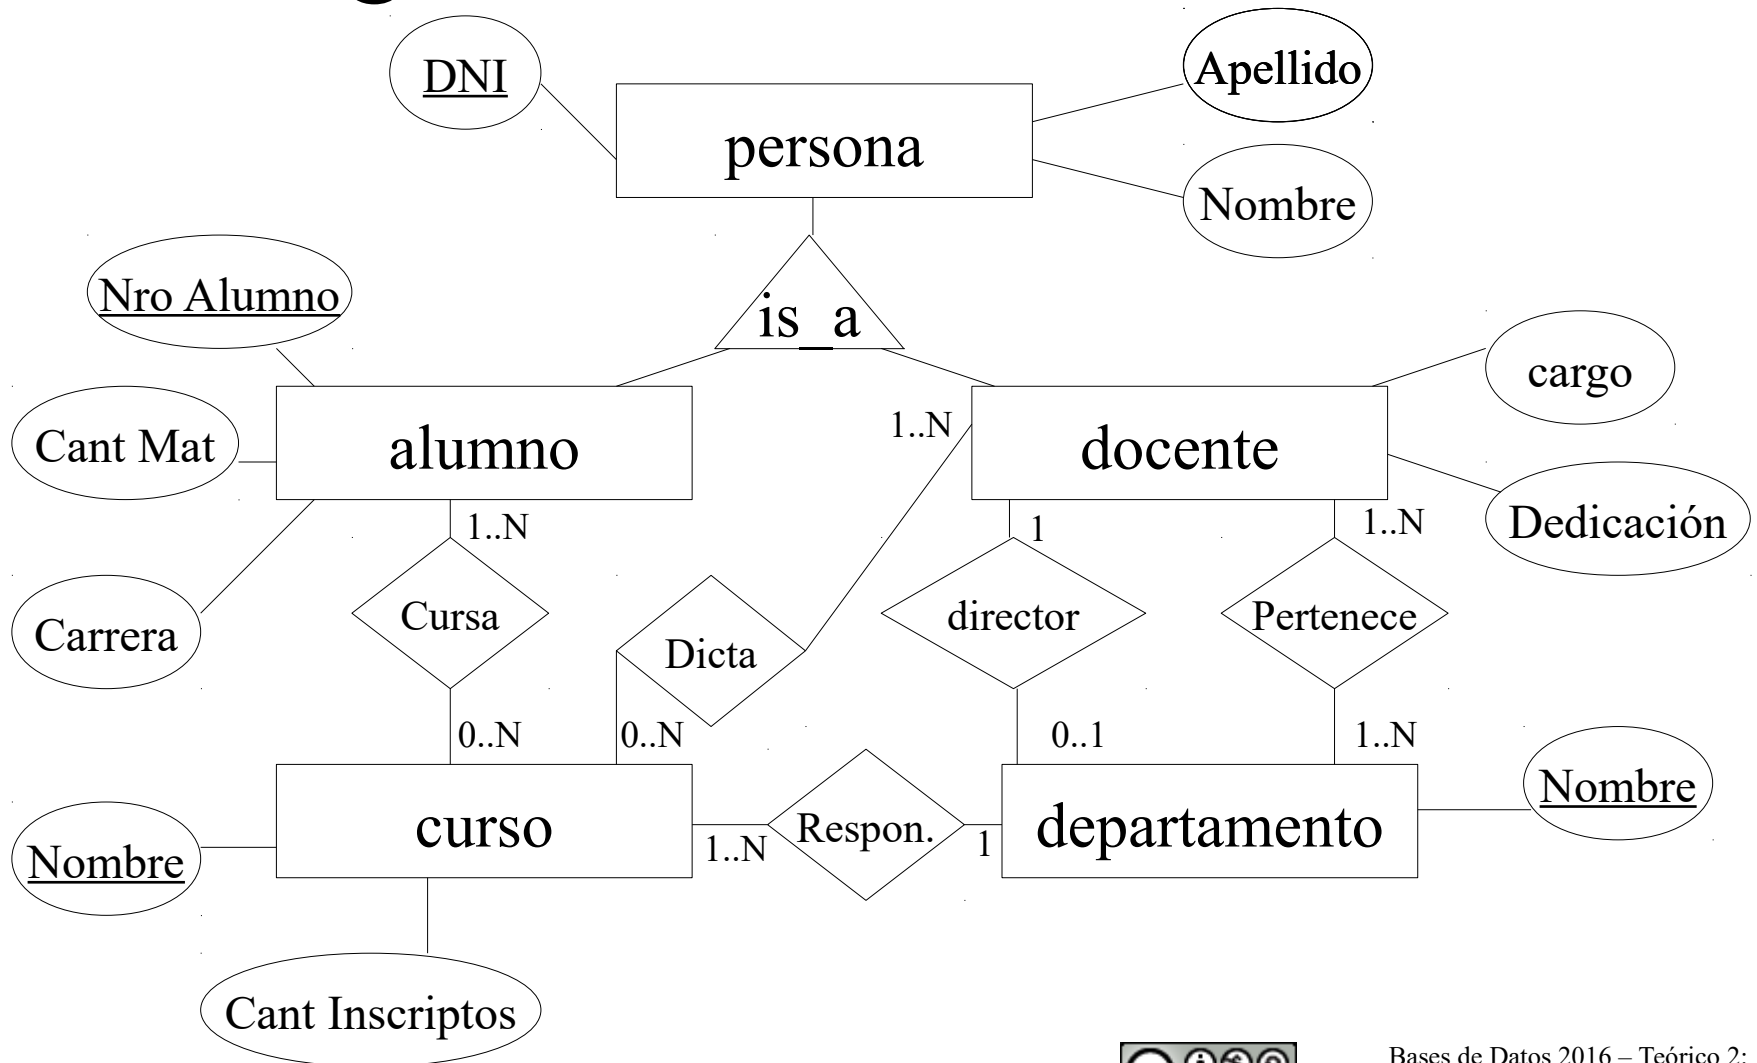 DNI
Apellido
persona
Nombre
Nro Alumno
is_a
cargo
Cant Mat
alumno
1..N
docente
1..N
1
1..N
Dedicación
Carrera
Cursa
Dicta
director
Pertenece
0..N
0..N
0..1
1..N
Nombre
curso
1..N
Respon.
1
departamento
Nombre
Cant Inscriptos
Bases de Datos 2016 – Teórico 2: